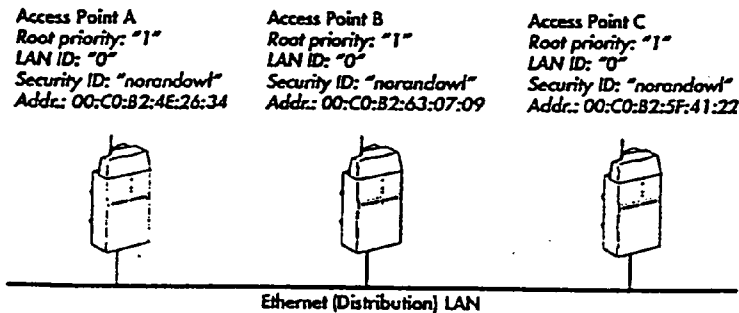 Access Point A
Root priority: "1"
LAN ID: "0"
Security ID: "norandowl"
Addr.: 00:C0:B2:4E:26:34
Access Point B
Root priority: "1"
LAN ID: "0"
Security ID: "norandowl"
Addr.: 00:C0:B2:63:07:09
Access Point C
Root priority: "1"
LAN ID: "0"
Security ID: "norandowl"
Addr.: 00:C0:B2:5F:41:22
Ethernet (Distribution) LAN